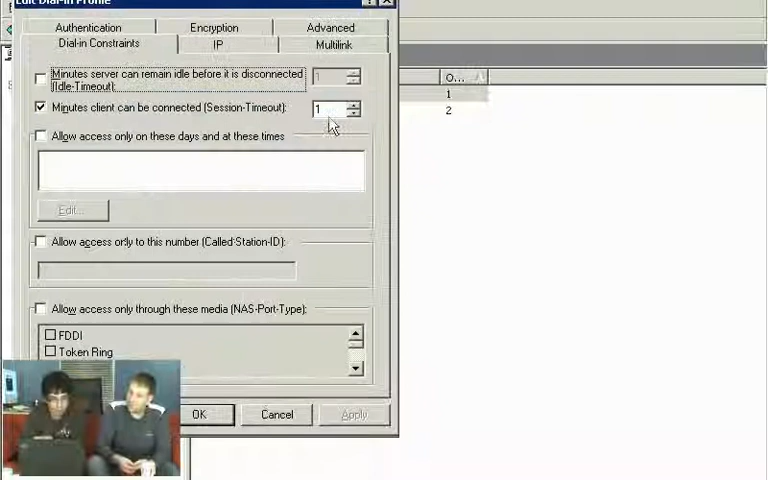 Edit Dial-in Profile
Authentication Encryption Advanced
Dial-in Constraints IP Multilink
Minutes server can remain idle before it is disconnected 1
(Idle-Timeout):
Minutes client can be connected (Session-Timeout): 1
Allow access only on these days and at these times
Edit...
Allow access only to this number (Called-Station-ID):
Allow access only through these media (NAS-Port-Type):
FDDI
Token Ring
OK Cancel Apply
O...
1
2